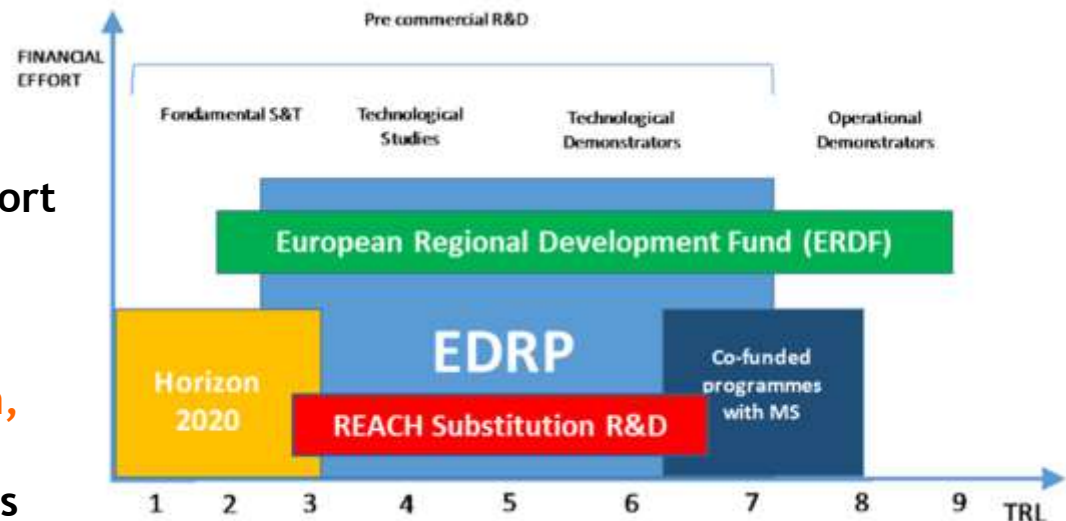 Pre commercial R&D
FINANCIAL
EFFORT
Fondamental S&T
Technological
Studies
Technological
Demonstrators
Operational
Demonstrators
ort
European Regional Development Fund (ERDF)
EDRP
Co-funded
programmes
with MS
Horizon
2020
REACH Substitution R&D
,
s
1 2 3 4 5 6 7 8 9 TRL